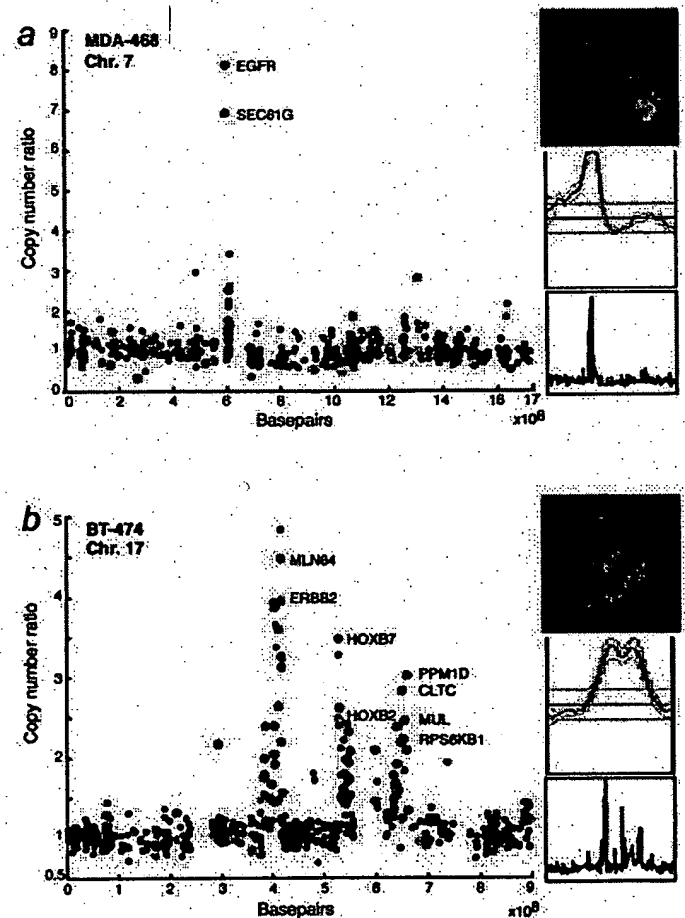 a
MDA-468
Chr. 7
EGFR
SEC61G
Copy number ratio
9
8
7
6
5
4
3
2
1
0
0 2 4 6 8 10 12 14 16 17
Basepairs
x10⁸
b
BT-474
Chr. 17
MLN64
ERBB2
HOXB7
PPM1D
CLTC
HOXB2
MUL
RPS6KB1
Copy number ratio
5
4
3
2
1
0.5
0 1 2 3 4 5 6 7 8 9
Basepairs
x10⁸